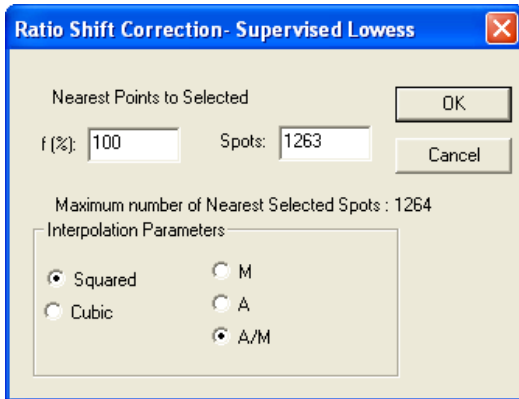 Ratio Shift Correction- Supervised Lowess
Nearest Points to Selected
f (%): 100 Spots: 1263
OK
Cancel
Maximum number of Nearest Selected Spots : 1264
Interpolation Parameters
Squared
Cubic
M
A
A/M